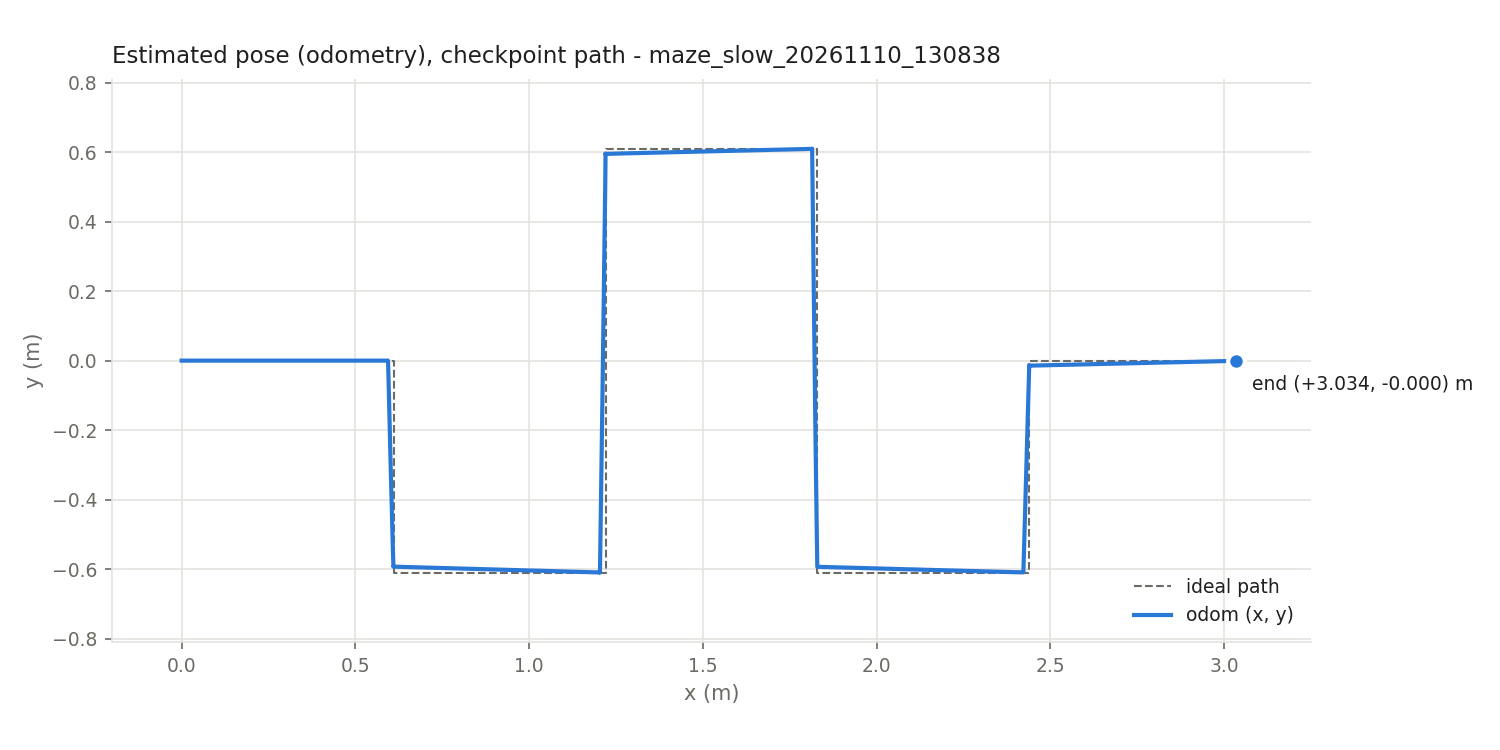 Estimated pose (odometry), checkpoint path - maze_slow_20261110_130838
0.8
0.6
0.4
0.2
0.0
−0.2
−0.4
−0.6
−0.8
y (m)
end (+3.034, -0.000) m
ideal path
odom (x, y)
0.0 0.5 1.0 1.5 2.0 2.5 3.0
x (m)